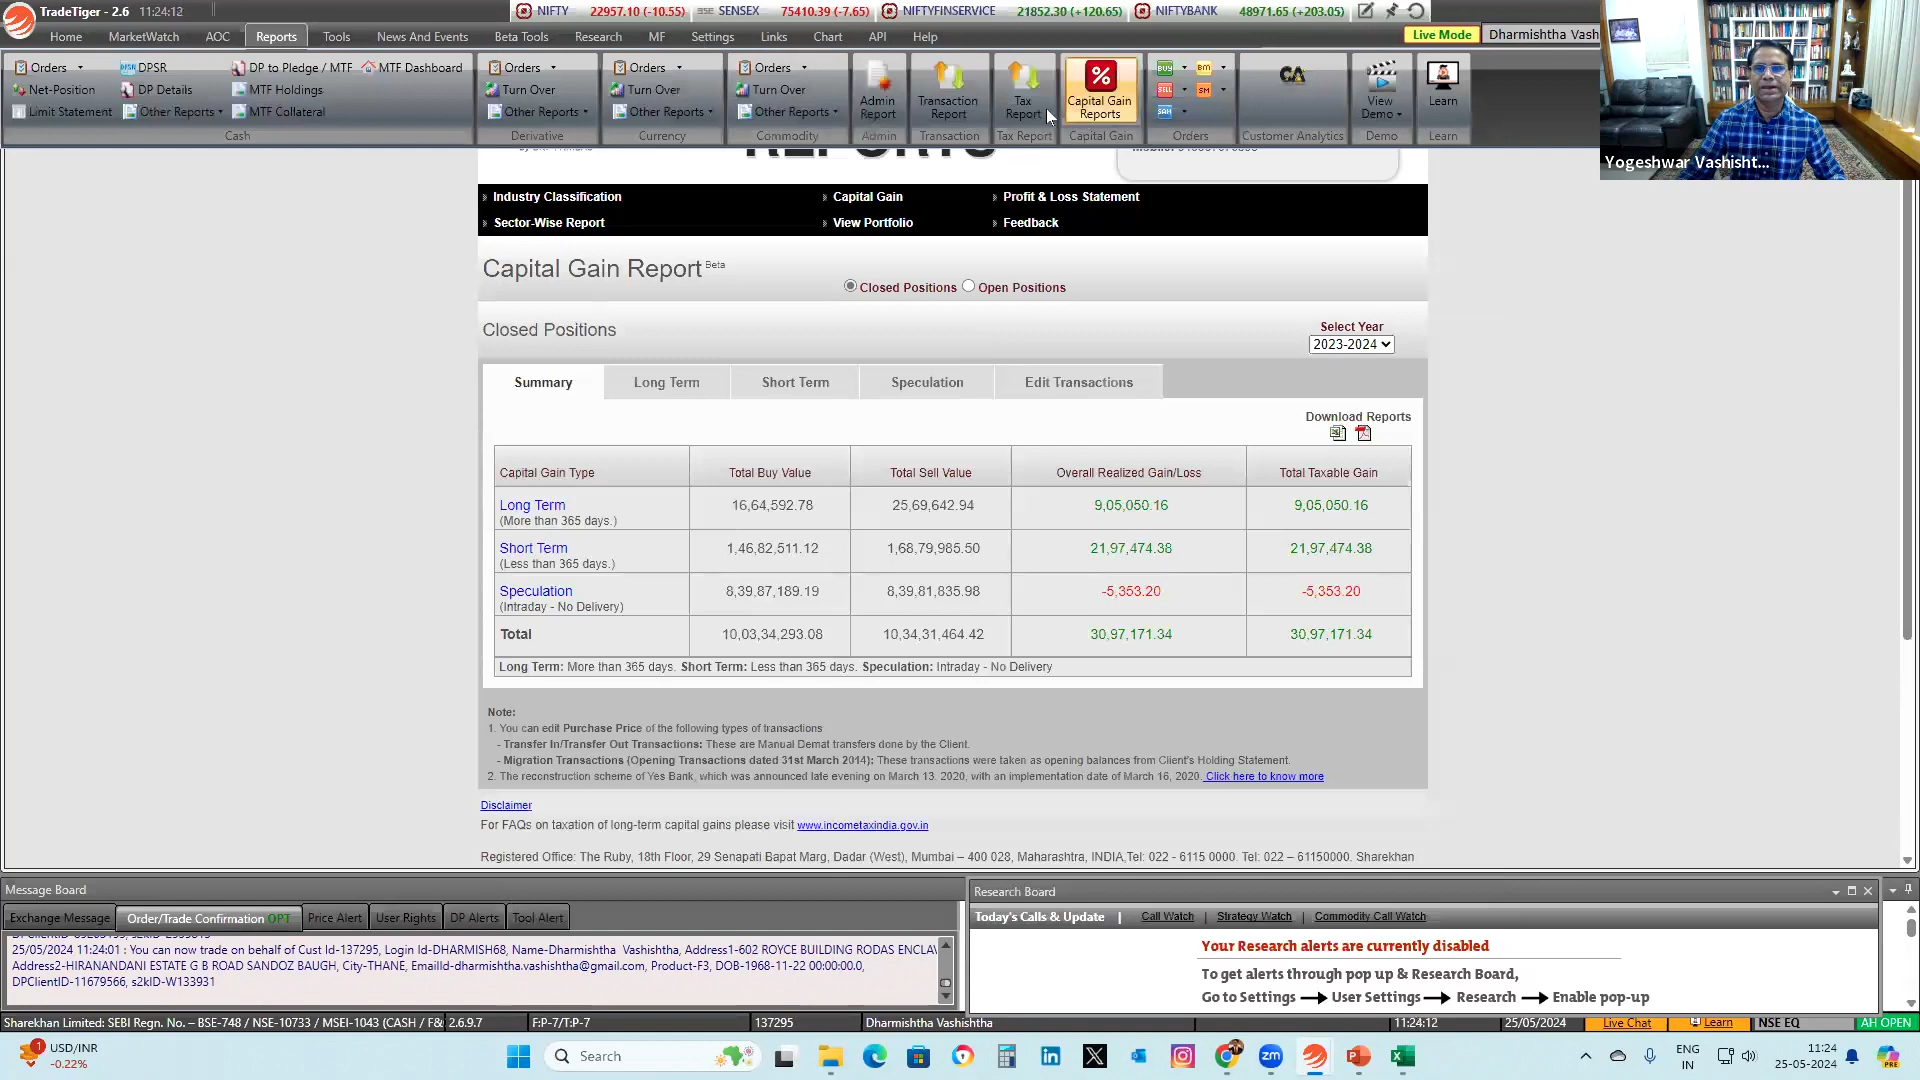 TradeTiger - 2.6 11:24:12
NIFTY 22957.10 (-10.55) BSE SENSEX 75410.39 (-7.65) NIFTYFINSERVICE 21852.30 (+120.65) NIFTYBANK 48971.65 (+203.05)
Home MarketWatch AOC Reports Tools News And Events Beta Tools Research MF Settings Links Chart API Help
Live Mode Dharmishtha Vash
Orders DPSR DP to Pledge / MTF MTF Dashboard
Net-Position DP Details MTF Holdings
Limit Statement Other Reports MTF Collateral
Cash
Orders
Turn Over
Other Reports
Derivative
Orders
Turn Over
Other Reports
Currency
Orders
Turn Over
Other Reports
Commodity
Admin
Report
Admin
Transaction
Report
Transaction
Tax
Report
Tax Report
%
Capital Gain
Reports
Capital Gain
BUY BM
SELL SM
SAM
Orders
CA
Customer Analytics
View
Demo
Demo
Learn
Learn
Yogeshwar Vashisht...
Industry Classification Capital Gain Profit & Loss Statement
Sector-Wise Report View Portfolio Feedback
Capital Gain Report Beta
Closed Positions Open Positions
Closed Positions
Select Year
2023-2024
Summary Long Term Short Term Speculation Edit Transactions
Download Reports
Capital Gain Type Total Buy Value Total Sell Value Overall Realized Gain/Loss Total Taxable Gain
Long Term 16,64,592.78 25,69,642.94 9,05,050.16 9,05,050.16
(More than 365 days.)
Short Term 1,46,82,511.12 1,68,79,985.50 21,97,474.38 21,97,474.38
(Less than 365 days.)
Speculation 8,39,87,189.19 8,39,81,835.98 -5,353.20 -5,353.20
(Intraday - No Delivery)
Total 10,03,34,293.08 10,34,31,464.42 30,97,171.34 30,97,171.34
Long Term: More than 365 days. Short Term: Less than 365 days. Speculation: Intraday - No Delivery
Note:
1. You can edit Purchase Price of the following types of transactions
- Transfer In/Transfer Out Transactions: These are Manual Demat transfers done by the Client.
- Migration Transactions (Opening Transactions dated 31st March 2014): These transactions were taken as opening balances from Client's Holding Statement.
2. The reconstruction scheme of Yes Bank, which was announced late evening on March 13, 2020, with an implementation date of March 16, 2020. Click here to know more
Disclaimer
For FAQs on taxation of long-term capital gains please visit www.incometaxindia.gov.in
Registered Office: The Ruby, 18th Floor, 29 Senapati Bapat Marg, Dadar (West), Mumbai – 400 028, Maharashtra, INDIA,Tel: 022 - 6115 0000. Tel: 022 – 61150000. Sharekhan
Message Board
Exchange Message Order/Trade Confirmation OPT Price Alert User Rights DP Alerts Tool Alert
25/05/2024 11:24:01 : You can now trade on behalf of Cust Id-137295, Login Id-DHARMISH68, Name-Dharmishtha Vashishtha, Address1-602 ROYCE BUILDING RODAS ENCLA
Address2-HIRANANDANI ESTATE G B ROAD SANDOZ BAUGH, City-THANE, EmailId-dharmishtha.vashishtha@gmail.com, Product-F3, DOB-1968-11-22 00:00:00.0,
DPClientID-11679566, s2kID-W133931
Research Board
Today's Calls & Update | Call Watch | Strategy Watch | Commodity Call Watch
Your Research alerts are currently disabled
To get alerts through pop up & Research Board,
Go to Settings → User Settings → Research → Enable pop-up
Sharekhan Limited: SEBI Regn. No. – BSE-748 / NSE-10733 / MSEI-1043 (CASH / F& 2.6.9.7 F:P-7/T:P-7 137295 Dharmishtha Vashishtha 11:24:12 25/05/2024 Live Chat Learn NSE EQ AH OPEN
1 USD/INR
-0.22%
Search
zm
ENG
IN
11:24
25-05-2024
PRE